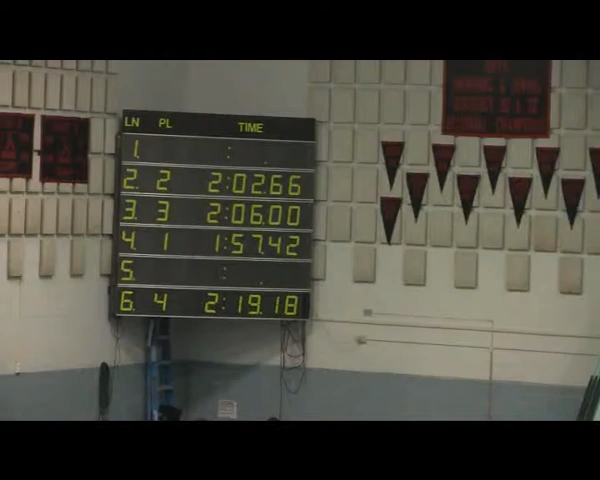 LN PL TIME
1. : .
2. 2 2:02.66
3. 3 2:06.00
4. 1 1:57.42
5. : .
6. 4 2:19.18